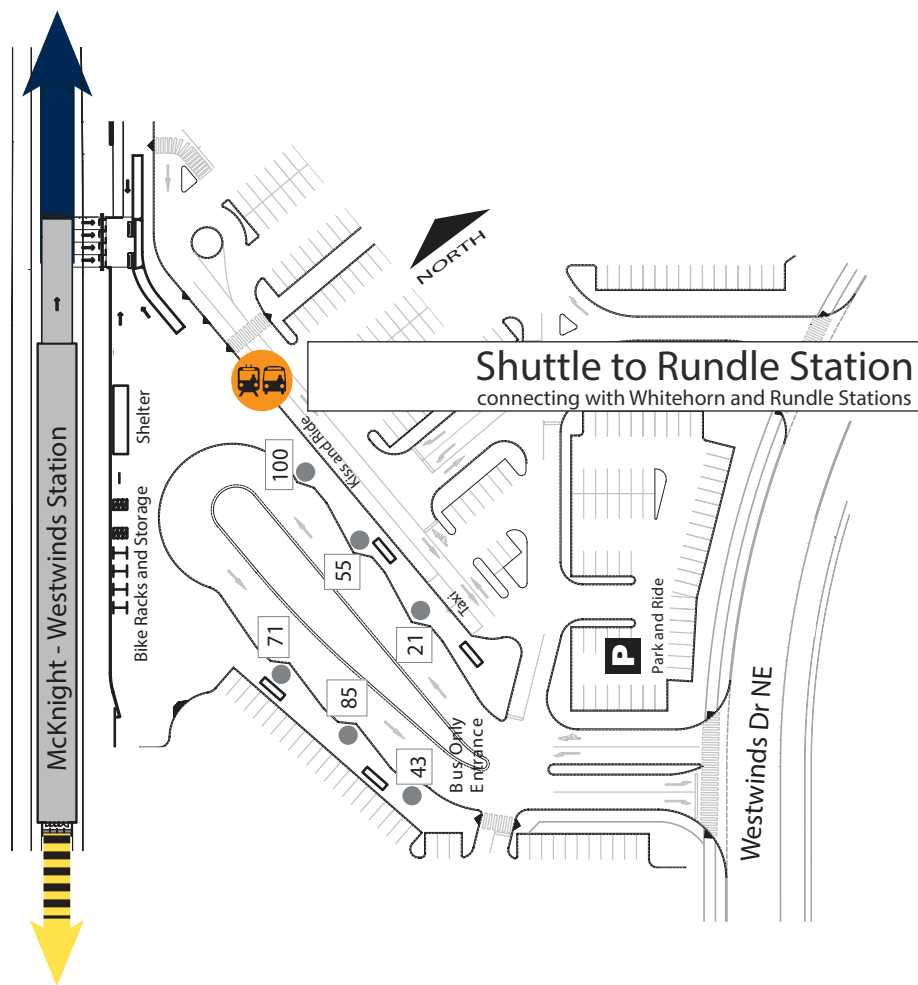 NORTH
Shuttle to Rundle Station
connecting with Whitehorn and Rundle Stations
McKnight - Westwinds Station
Shelter
Bike Racks and Storage
Kiss and Ride
100
55
21
Taxi
71
85
43
Bus Only
Entrance
P
Park and Ride
Westwinds Dr NE